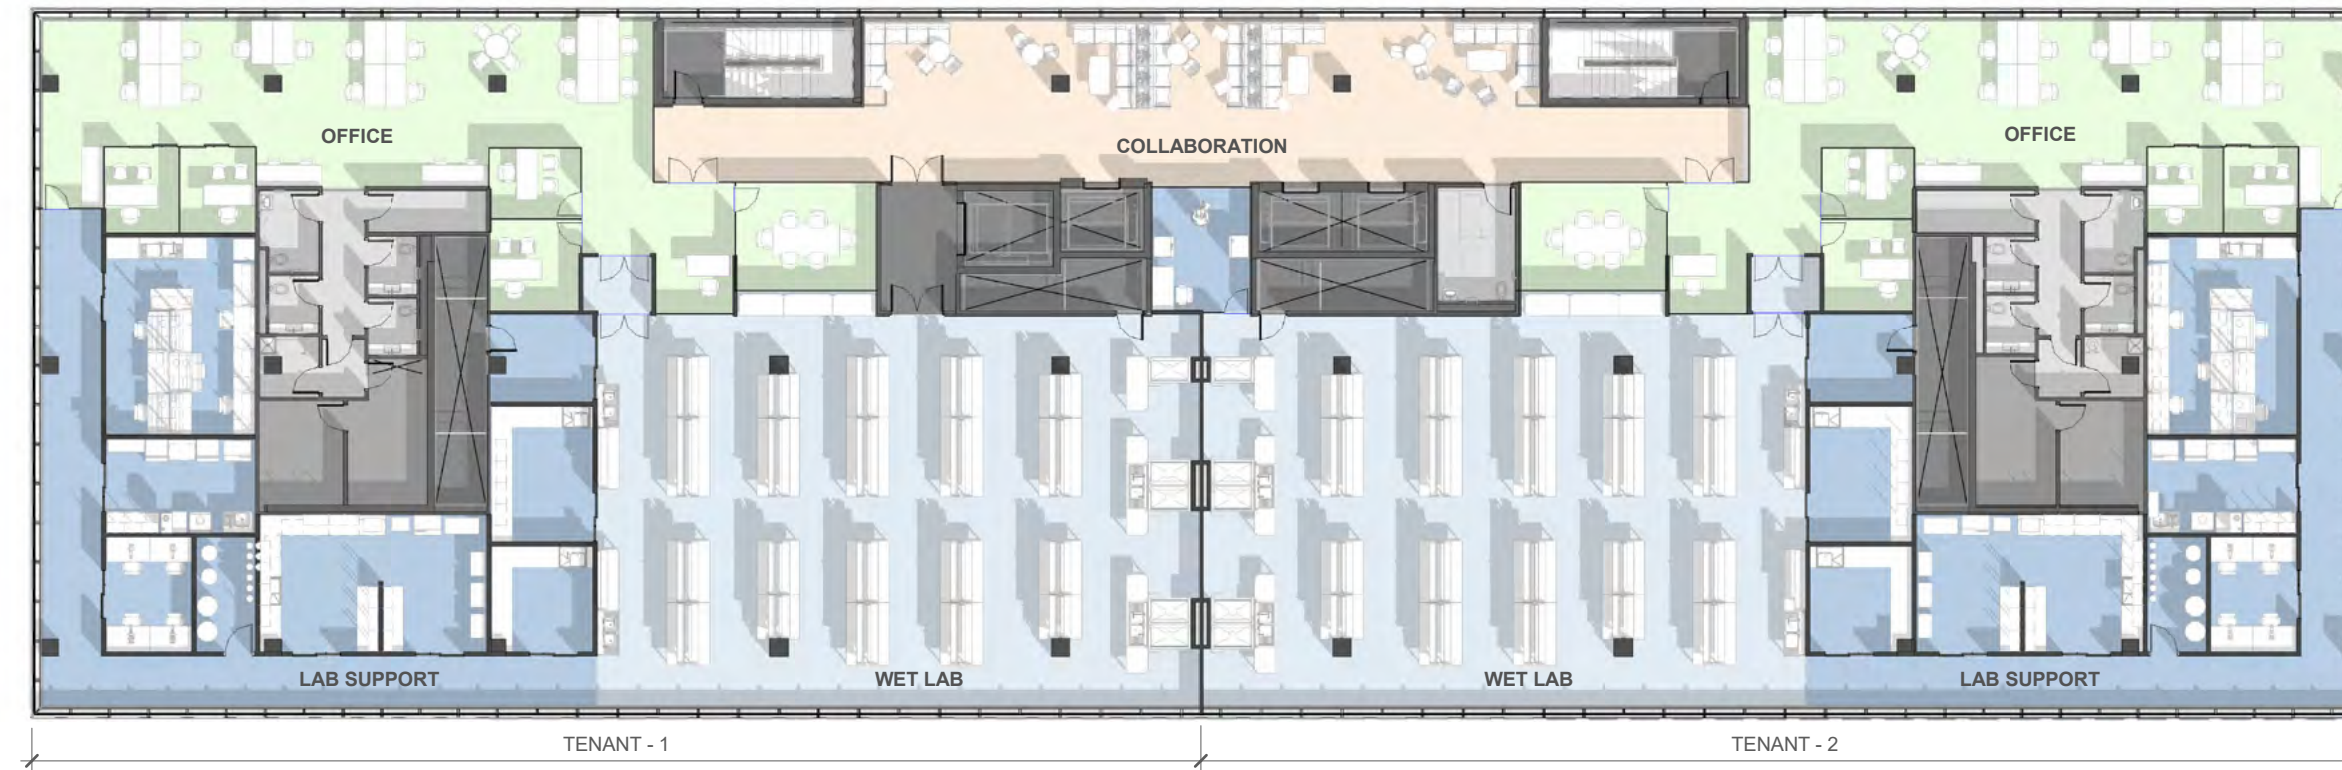 OFFICE
COLLABORATION
OFFICE
LAB SUPPORT
WET LAB
WET LAB
LAB SUPPORT
TENANT - 1
TENANT - 2